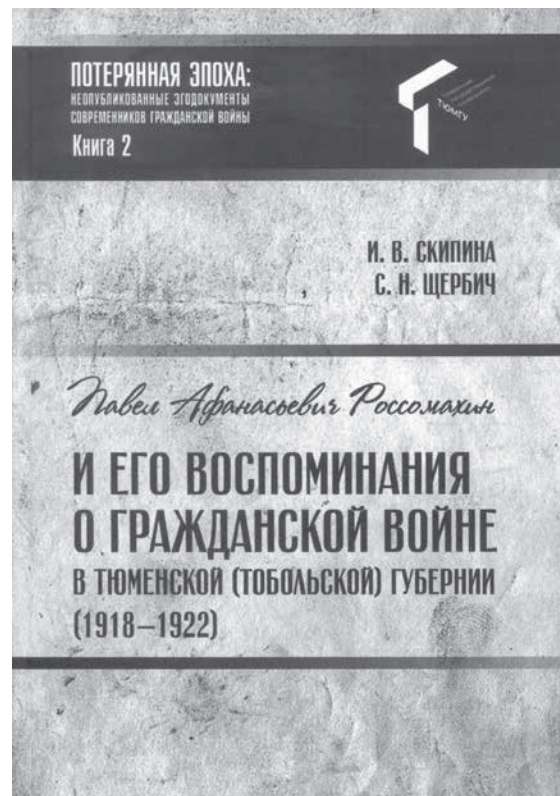 ПОТЕРЯННАЯ ЭПОХА:
НЕОПУБЛИКОВАННЫЕ ЭГОДОКУМЕНТЫ
СОВРЕМЕННИКОВ ГРАЖДАНСКОЙ ВОЙНЫ
Книга 2
ТЮМГУ
И. В. СКИПИНА
С. Н. ЩЕРБИЧ
Павел Афанасьевич Россомахин
И ЕГО ВОСПОМИНАНИЯ
О ГРАЖДАНСКОЙ ВОЙНЕ
В ТЮМЕНСКОЙ (ТОБОЛЬСКОЙ) ГУБЕРНИИ
(1918–1922)